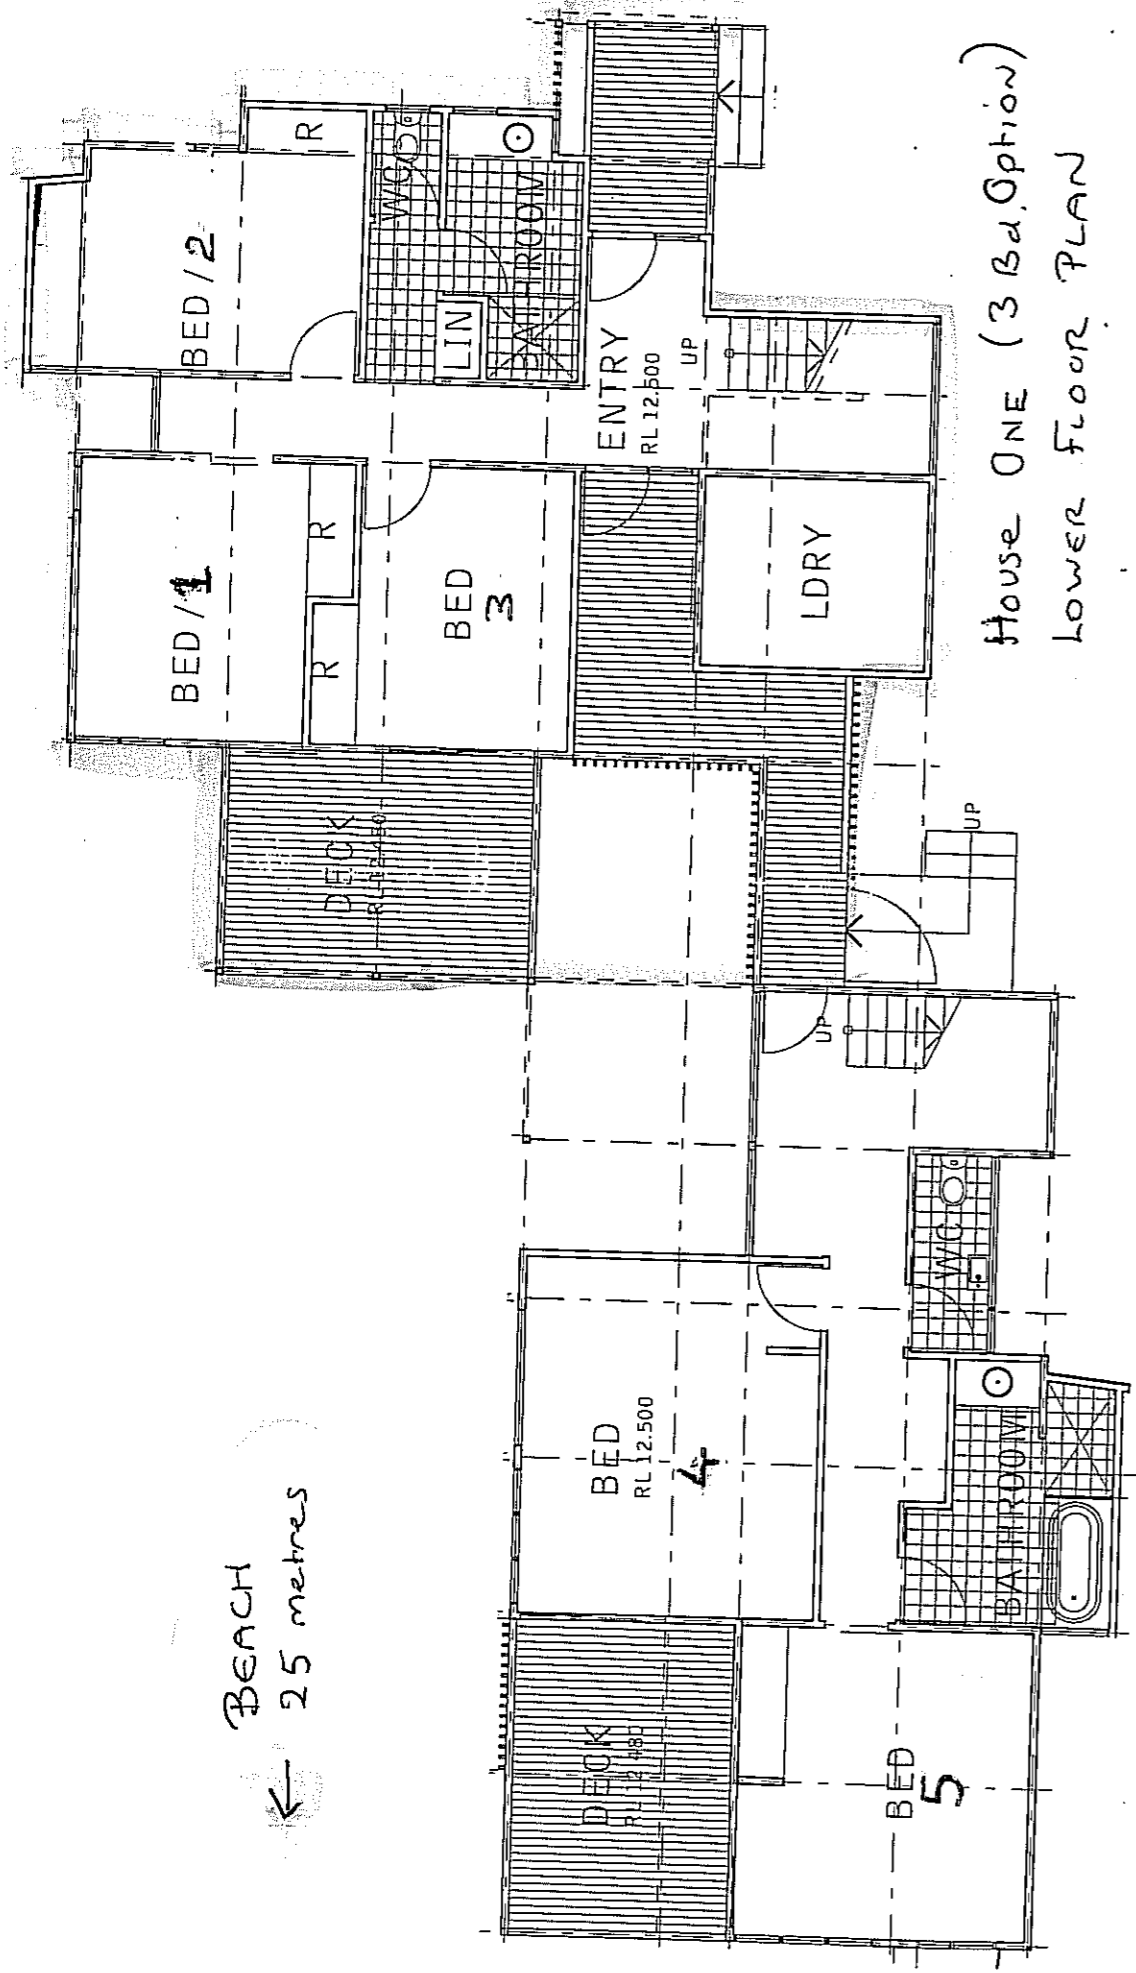 BEACH
25 metres
BED/1
BED/2
R
R
R
BED
3
DECK
WC
LIN
BATHROOM
ENTRY
RL 12.500
UP
LDRY
UP
UP
BED
RL 12.500
4
WC
BATHROOM
DECK
BED
5
House ONE (3 Bd. Option)
LOWER FLOOR PLAN